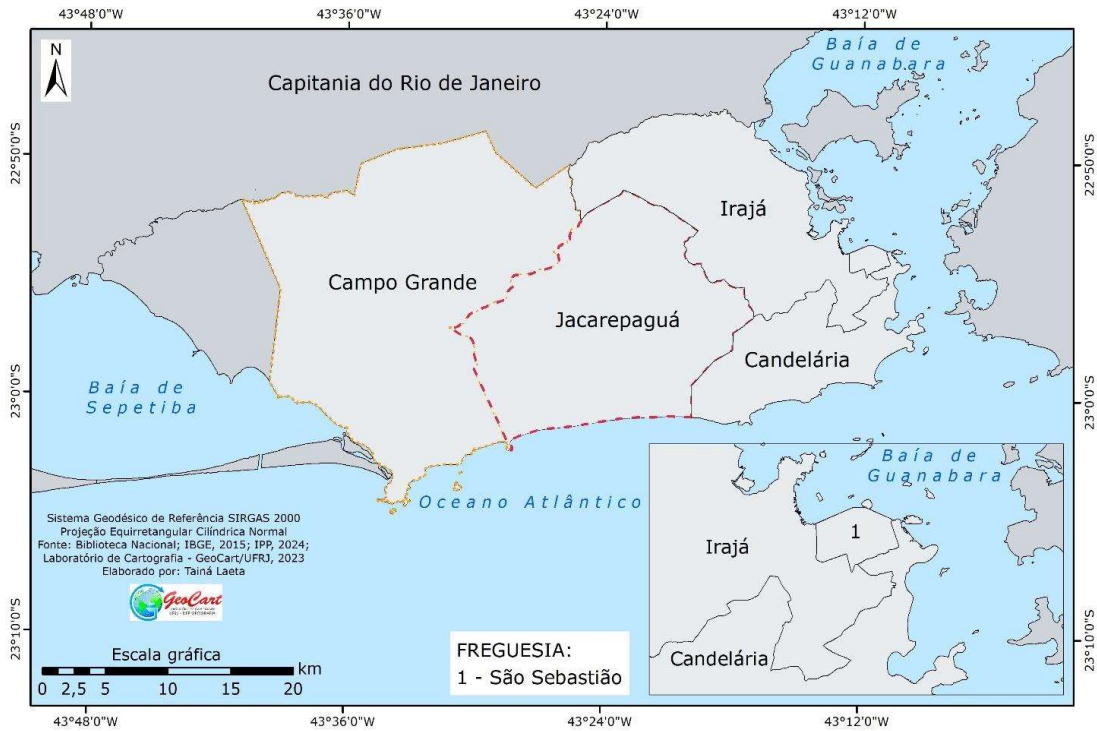 43°48'0"W 43°36'0"W 43°24'0"W 43°12'0"W
N
Baía de
Guanabara
Capitania do Rio de Janeiro
22°50'0"S 22°50'0"S
Irajá
Campo Grande
Jacarepaguá
Candelária
Baía de
Sepetiba
23°0'0"S 23°0'0"S
Oceano Atlântico
Baía de
Guanabara
1
Irajá
Candelária
Sistema Geodésico de Referência SIRGAS 2000
Projeção Equirretangular Cilíndrica Normal
Fonte: Biblioteca Nacional; IBGE, 2015; IPP, 2024;
Laboratório de Cartografia - GeoCart/UFRJ, 2023
Elaborado por: Tainá Laeta
GeoCart
23°10'0"S 23°10'0"S
Escala gráfica
km
0 2,5 5 10 15 20
FREGUESIA:
1 - São Sebastião
43°48'0"W 43°36'0"W 43°24'0"W 43°12'0"W